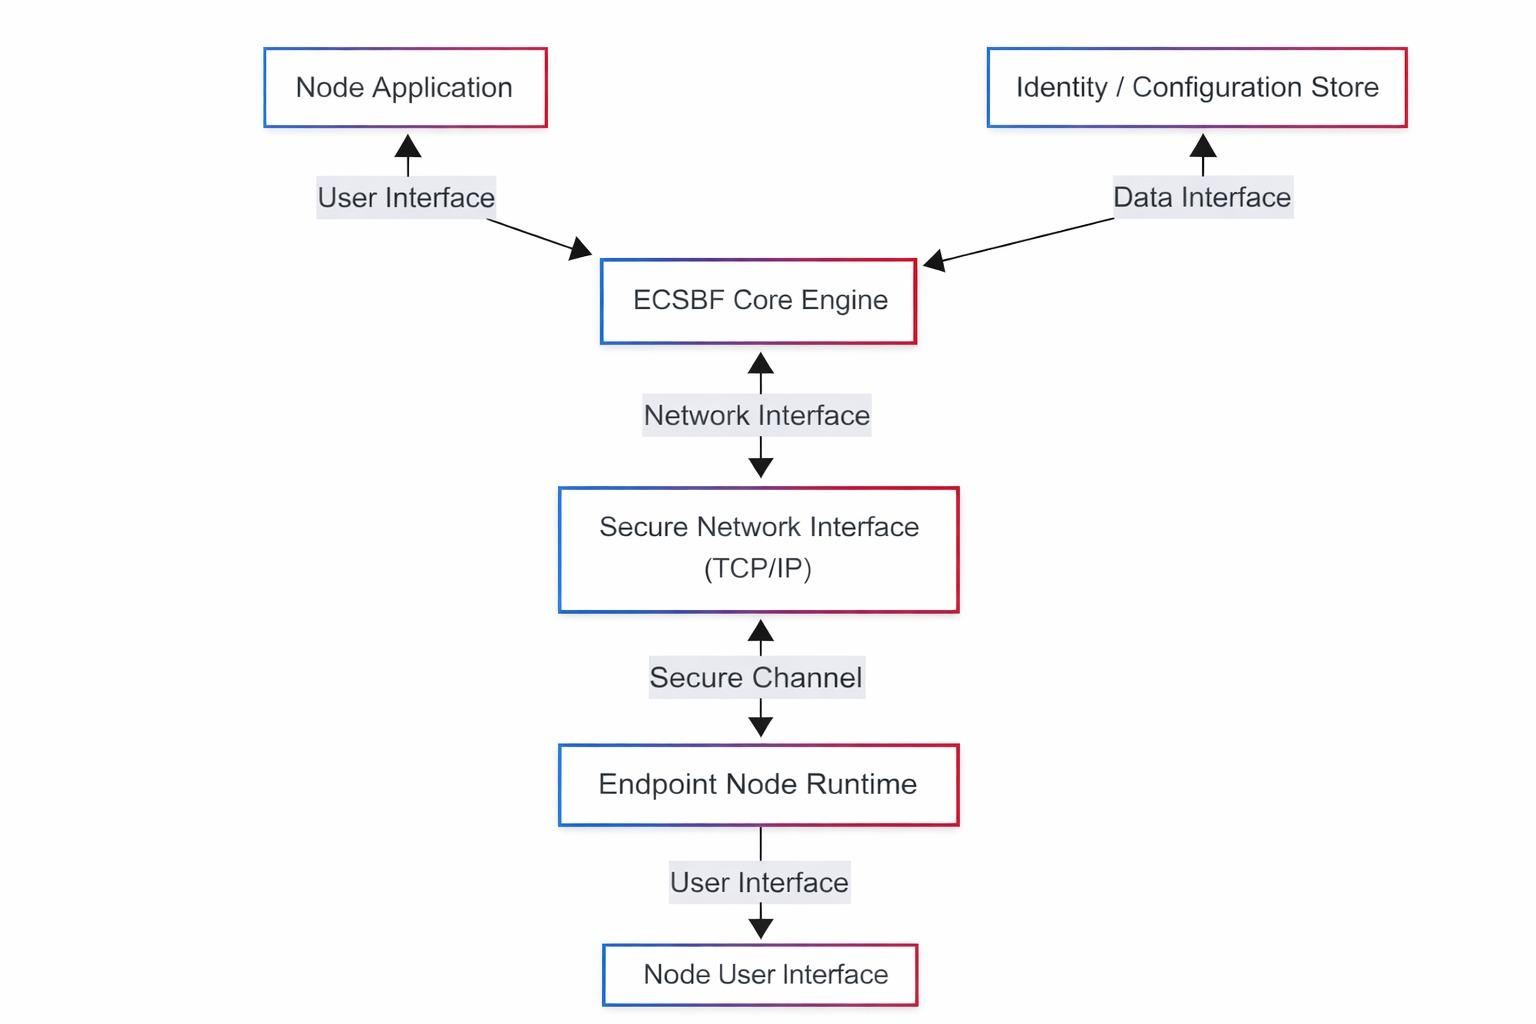 Node Application
Identity / Configuration Store
User Interface
Data Interface
ECSBF Core Engine
Network Interface
Secure Network Interface
(TCP/IP)
Secure Channel
Endpoint Node Runtime
User Interface
Node User Interface